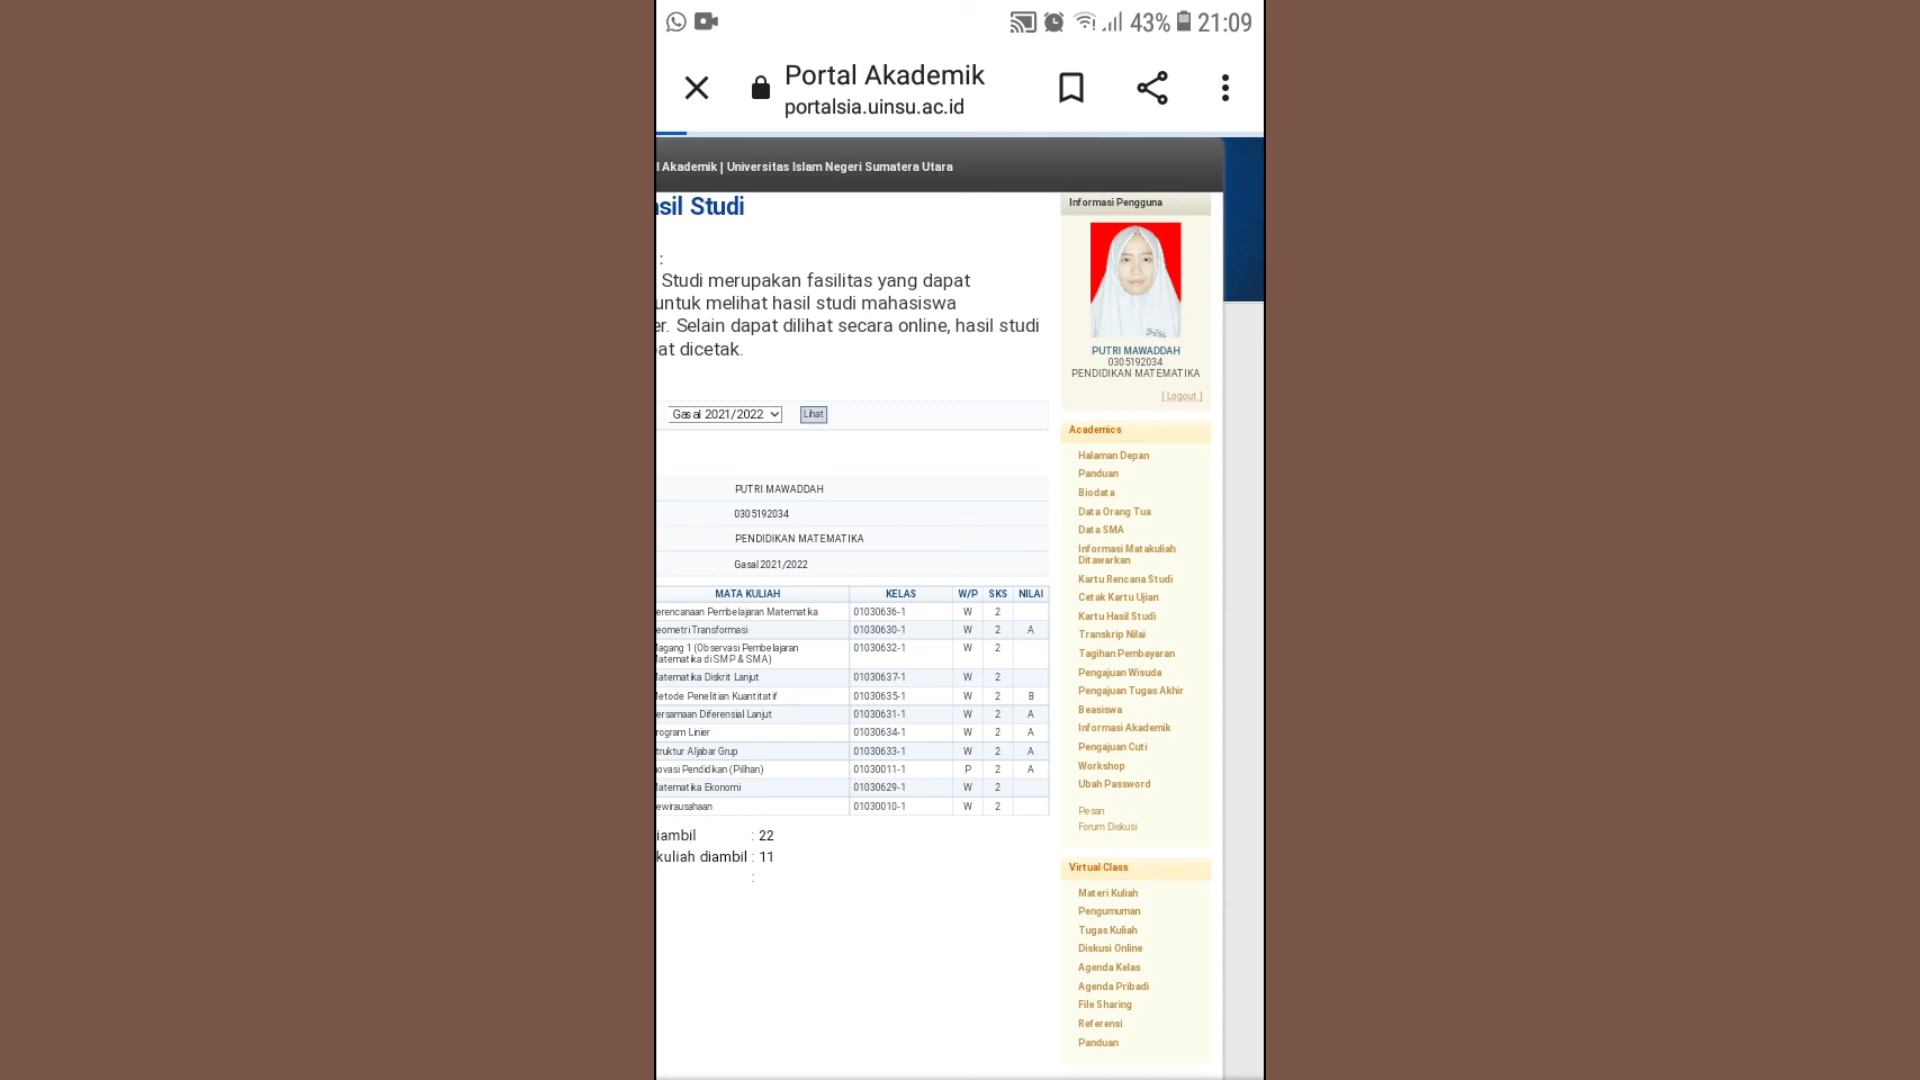 43% 21:09
Portal Akademik
portalsia.uinsu.ac.id
l Akademik | Universitas Islam Negeri Sumatera Utara
asil Studi
:
Studi merupakan fasilitas yang dapat
untuk melihat hasil studi mahasiswa
er. Selain dapat dilihat secara online, hasil studi
at dicetak.
Gasal 2021/2022 Lihat
PUTRI MAWADDAH
0305192034
PENDIDIKAN MATEMATIKA
Gasal 2021/2022
MATA KULIAH KELAS W/P SKS NILAI
erencanaan Pembelajaran Matematika 01030636-1 W 2
eometri Transformasi 01030630-1 W 2 A
lagang 1 (Observasi Pembelajaran
latematika di SMP & SMA) 01030632-1 W 2
latematika Diskrit Lanjut 01030637-1 W 2
letode Penelitian Kuantitatif 01030635-1 W 2 B
ersamaan Diferensial Lanjut 01030631-1 W 2 A
rogram Linier 01030634-1 W 2 A
truktur Aljabar Grup 01030633-1 W 2 A
ovasi Pendidikan (Pilihan) 01030011-1 P 2 A
latematika Ekonomi 01030629-1 W 2
ewirausahaan 01030010-1 W 2
iambil : 22
kuliah diambil : 11
:
Informasi Pengguna
PUTRI MAWADDAH
0305192034
PENDIDIKAN MATEMATIKA
[ Logout ]
Academics
Halaman Depan
Panduan
Biodata
Data Orang Tua
Data SMA
Informasi Matakuliah
Ditawarkan
Kartu Rencana Studi
Cetak Kartu Ujian
Kartu Hasil Studi
Transkrip Nilai
Tagihan Pembayaran
Pengajuan Wisuda
Pengajuan Tugas Akhir
Beasiswa
Informasi Akademik
Pengajuan Cuti
Workshop
Ubah Password
Pesan
Forum Diskusi
Virtual Class
Materi Kuliah
Pengumuman
Tugas Kuliah
Diskusi Online
Agenda Kelas
Agenda Pribadi
File Sharing
Referensi
Panduan